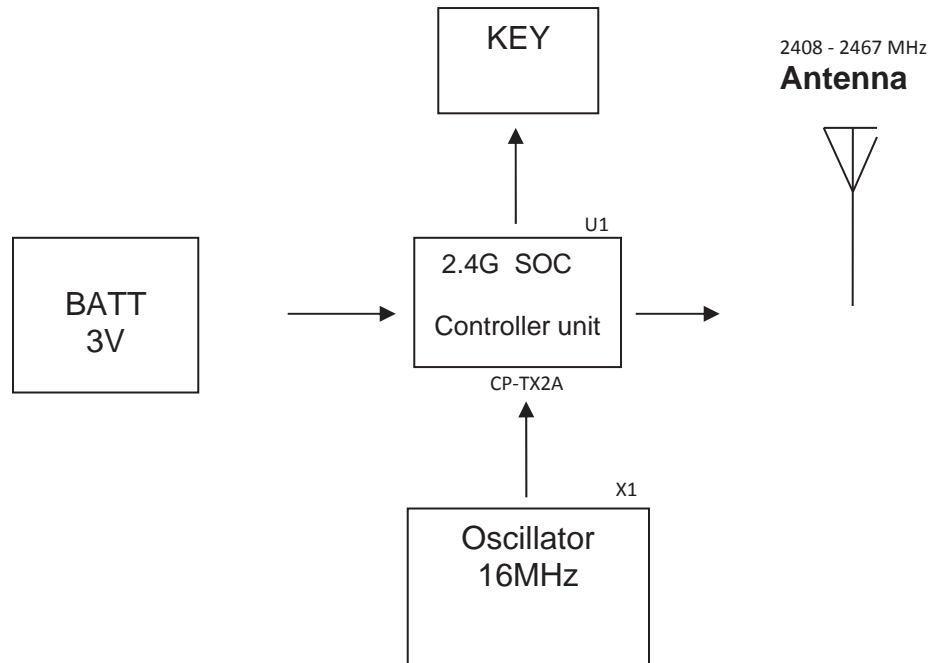 KEY
2408 - 2467 MHz
Antenna
U1
2.4G SOC
Controller unit
CP-TX2A
BATT
3V
X1
Oscillator
16MHz